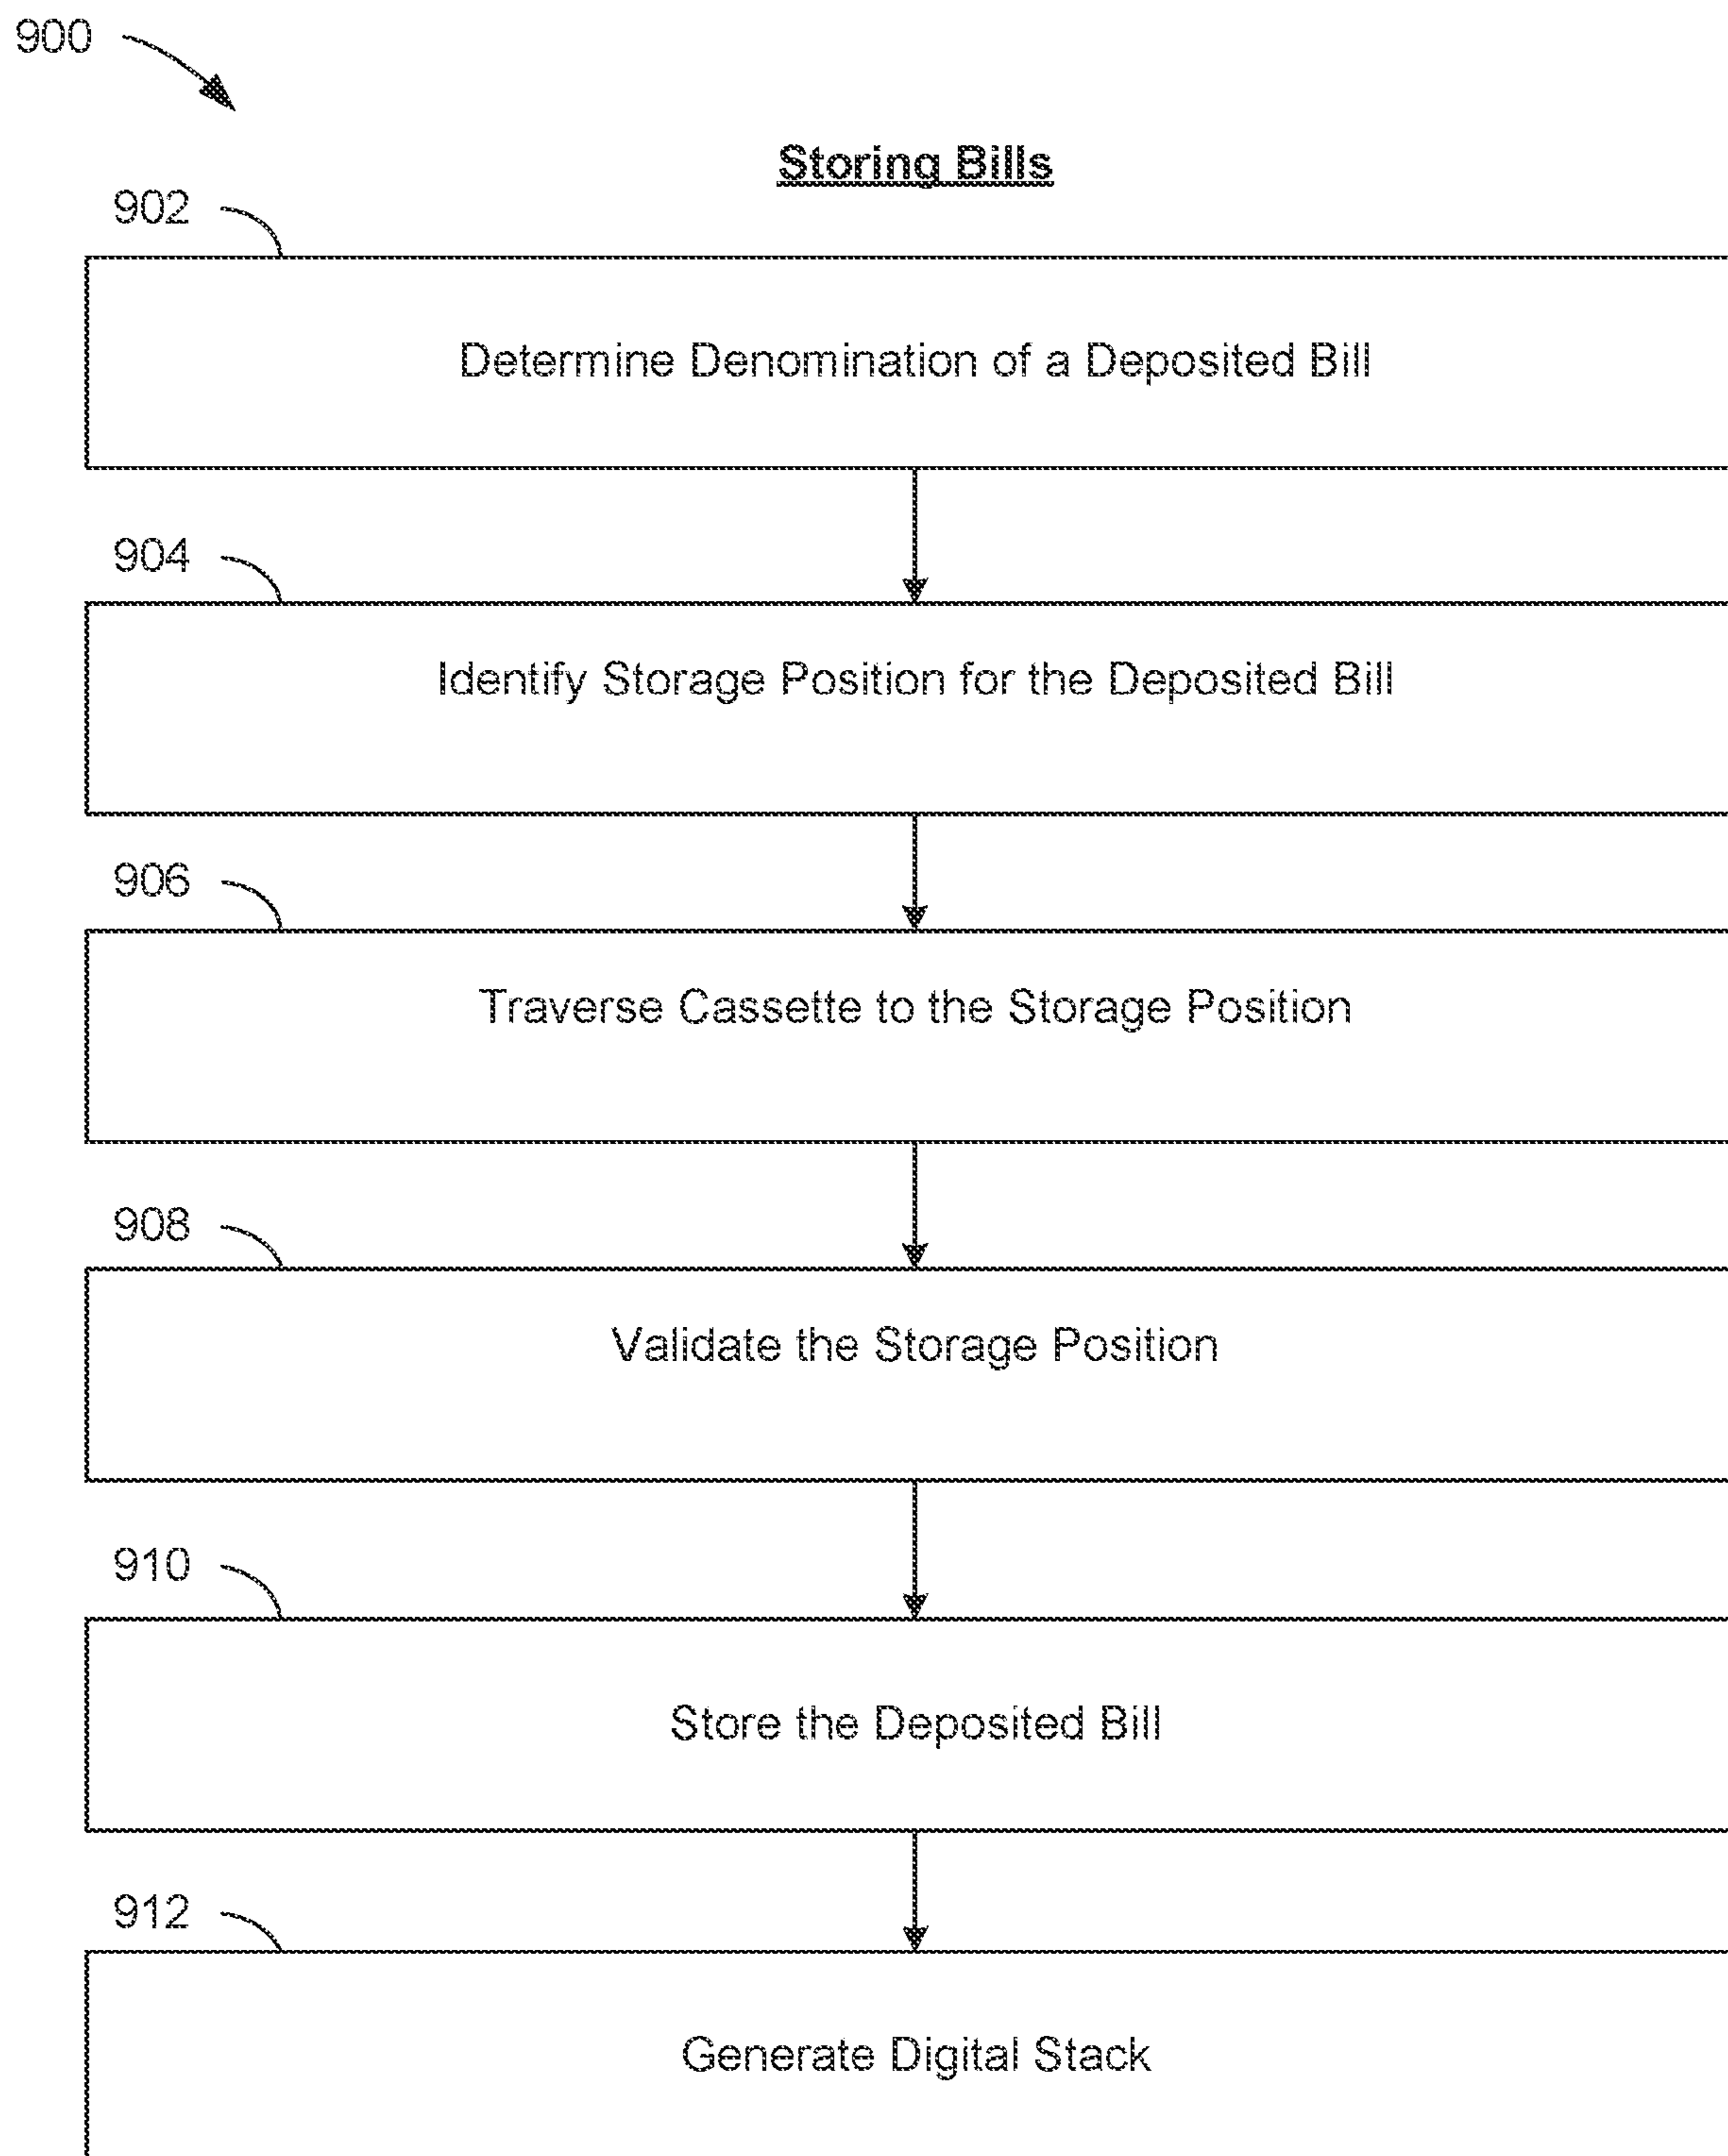 900
Storing Bills
902
Determine Denomination of a Deposited Bill
904
Identify Storage Position for the Deposited Bill
906
Traverse Cassette to the Storage Position
908
Validate the Storage Position
910
Store the Deposited Bill
912
Generate Digital Stack